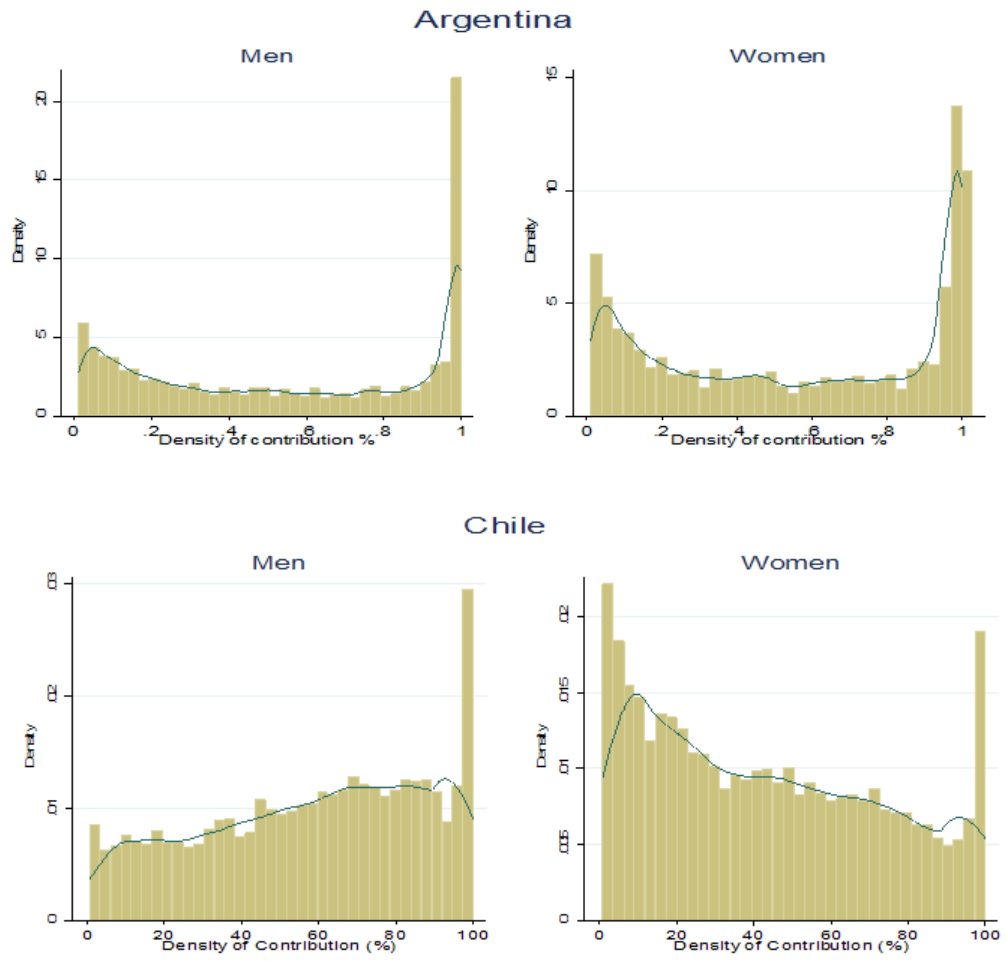 Argentina
Men
Density
20
15
10
5
0
0 .2 .4 .6 .8 1
Density of contribution %
Women
Density
15
10
5
0
0 .2 .4 .6 .8 1
Density of contribution %
Chile
Men
Density
.03
.02
.01
0
0 20 40 60 80 100
Density of Contribution (%)
Women
Density
.02
.015
.01
.005
0
0 20 40 60 80 100
Density of Contribution (%)